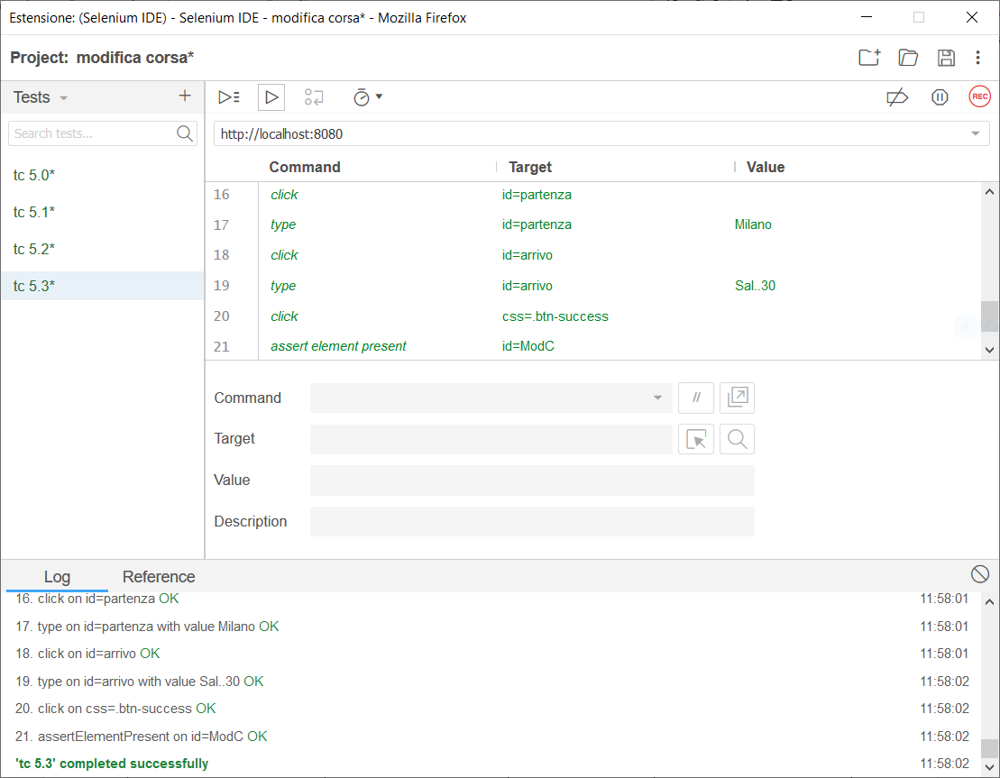 Estensione: (Selenium IDE) - Selenium IDE - modifica corsa* - Mozilla Firefox
Project: modifica corsa*
Tests
Search tests...
tc 5.0*
tc 5.1*
tc 5.2*
tc 5.3*
REC
http://localhost:8080
Command Target Value
16 click id=partenza
17 type id=partenza Milano
18 click id=arrivo
19 type id=arrivo Sal..30
20 click css=.btn-success
21 assert element present id=ModC
Command //
Target
Value
Description
Log Reference
16. click on id=partenza OK 11:58:01
17. type on id=partenza with value Milano OK 11:58:01
18. click on id=arrivo OK 11:58:01
19. type on id=arrivo with value Sal..30 OK 11:58:02
20. click on css=.btn-success OK 11:58:02
21. assertElementPresent on id=ModC OK 11:58:02
'tc 5.3' completed successfully 11:58:02